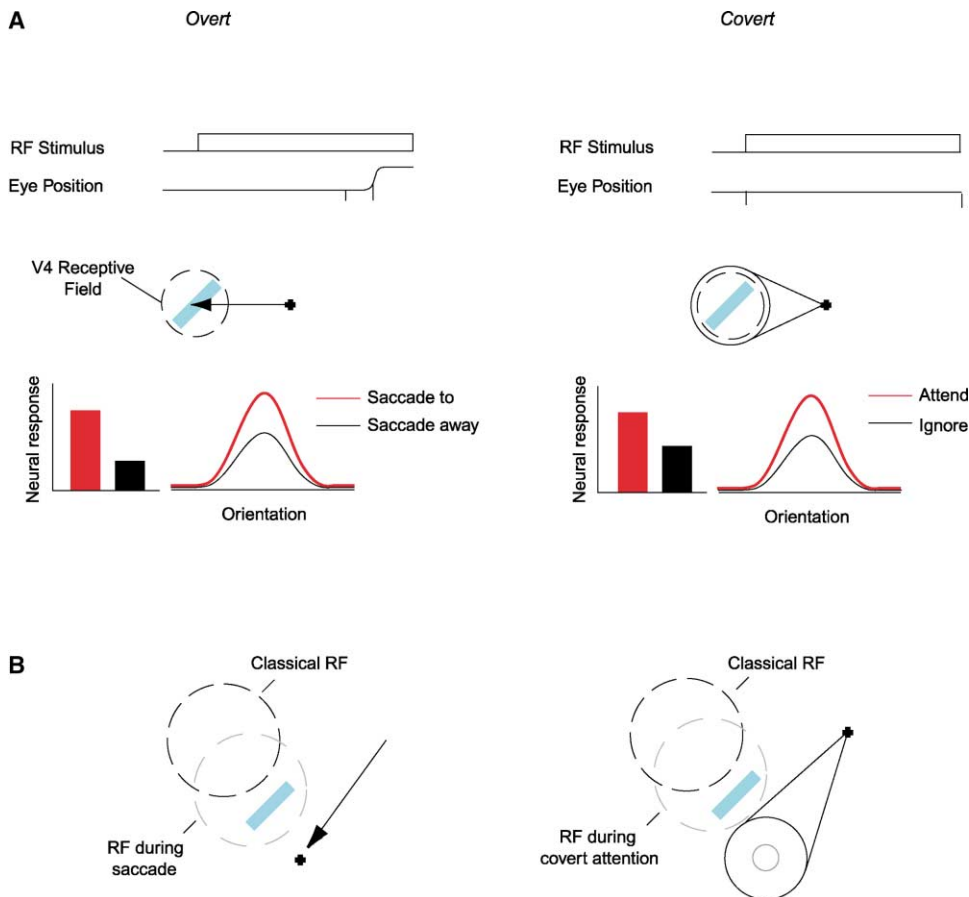 A
Overt
Covert
RF Stimulus
Eye Position
RF Stimulus
Eye Position
V4 Receptive
Field
Neural response
Saccade to
Saccade away
Orientation
Neural response
Attend
Ignore
Orientation
B
Classical RF
RF during
saccade
Classical RF
RF during
covert attention